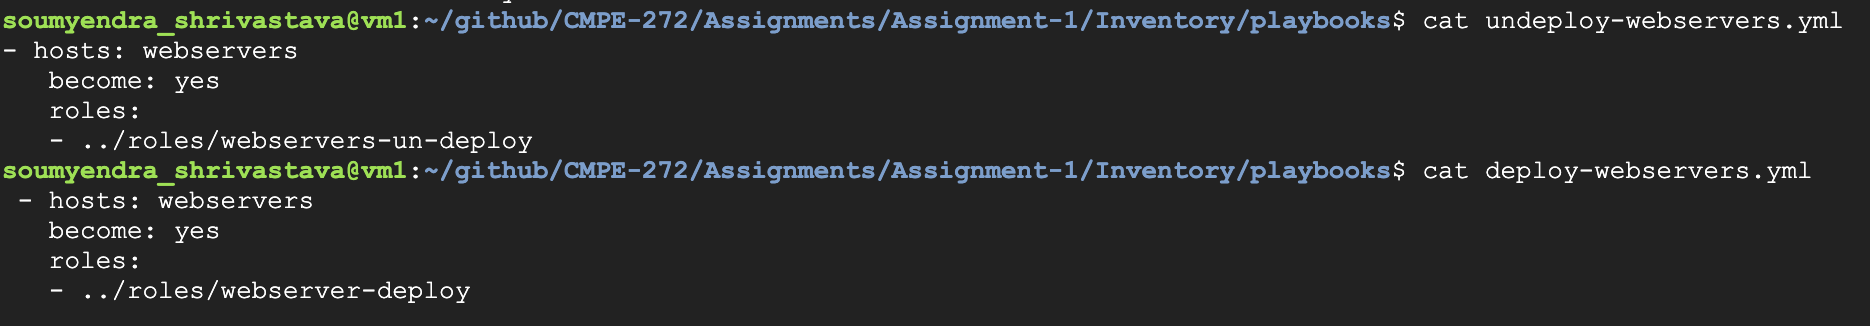 soumyendra_shrivastava@vm1:~/github/CMPE-272/Assignments/Assignment-1/Inventory/playbooks$ cat undeploy-webservers.yml
- hosts: webservers
   become: yes
   roles:
   - ../roles/webservers-un-deploy
soumyendra_shrivastava@vm1:~/github/CMPE-272/Assignments/Assignment-1/Inventory/playbooks$ cat deploy-webservers.yml
 - hosts: webservers
   become: yes
   roles:
   - ../roles/webserver-deploy